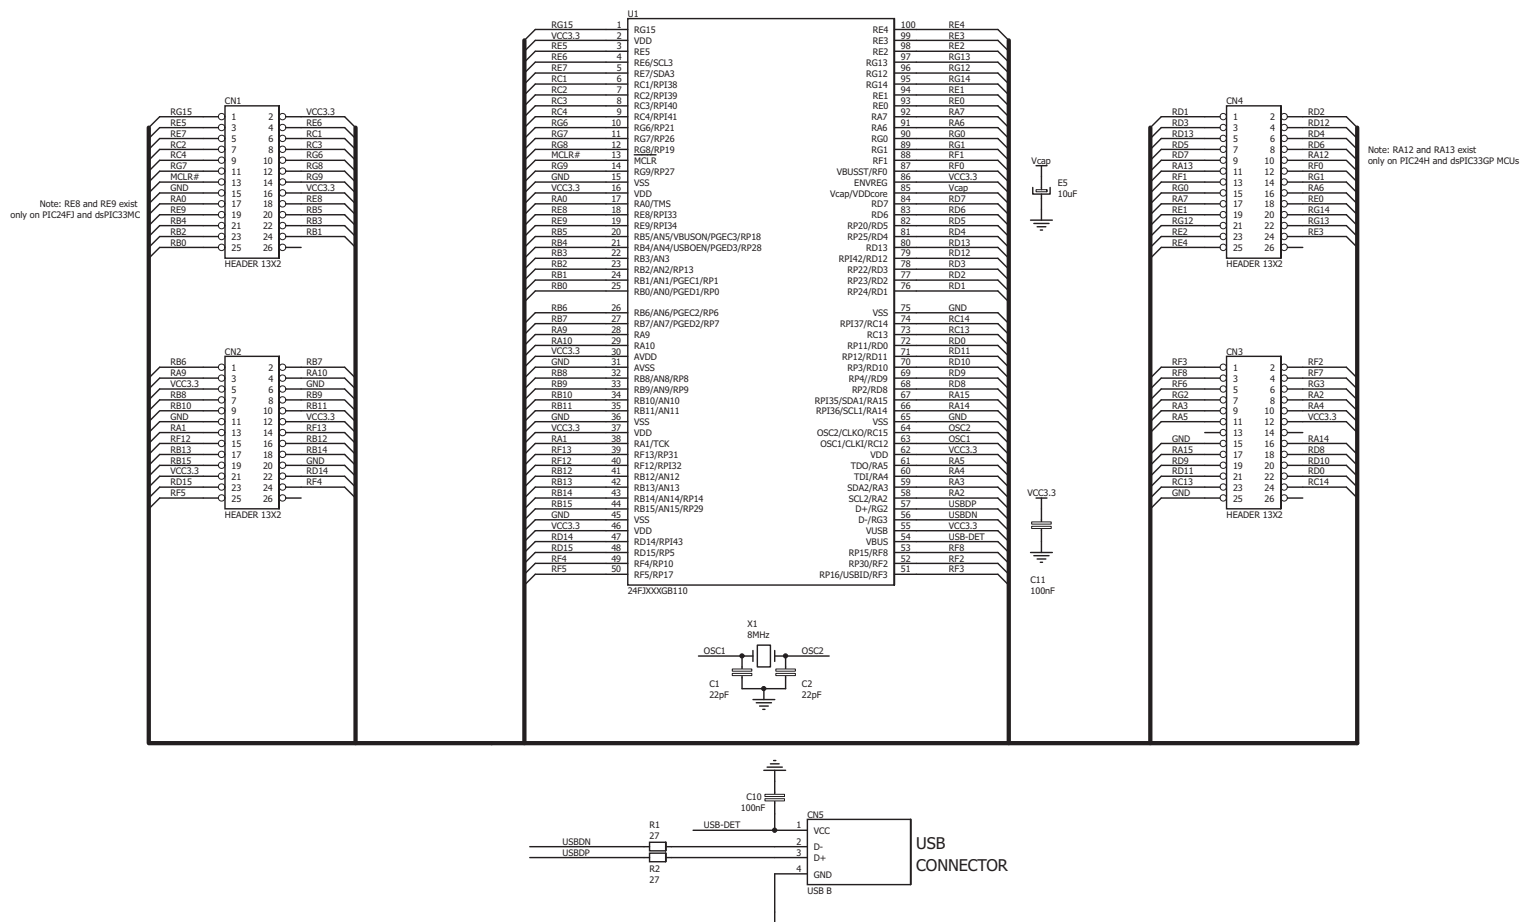 U1
RG15 1 RG15 RE4 100 RE4
VCC3.3 2 VDD RE3 99 RE3
RE5 3 RE5 RE2 98 RE2
RE6 4 RE6/SCL3 RG13 97 RG13
RE7 5 RE7/SDA3 RG12 96 RG12
RC1 6 RC1/RPI38 RG14 95 RG14
RC2 7 RC2/RPI39 RE1 94 RE1
RC3 8 RC3/RPI40 RE0 93 RE0
RC4 9 RC4/RPI41 RA7 92 RA7
RG6 10 RG6/RP21 RA6 91 RA6
RG7 11 RG7/RP26 RG0 90 RG0
RG8 12 RG8/RP19 RG1 89 RG1
MCLR# 13 MCLR RF1 88 RF1
RG9 14 RG9/RP27 VBUSST/RF0 87 RF0
GND 15 VSS ENVREG 86 VCC3.3
VCC3.3 16 VDD Vcap/VDDcore 85 Vcap
RA0 17 RA0/TMS RD7 84 RD7
RE8 18 RE8/RPI33 RD6 83 RD6
RE9 19 RE9/RPI34 RP20/RD5 82 RD5
RB5 20 RB5/AN5/VBUSON/PGEC3/RP18 RP25/RD4 81 RD4
RB4 21 RB4/AN4/USBOEN/PGED3/RP28 RD13 80 RD13
RB3 22 RB3/AN3 RPI42/RD12 79 RD12
RB2 23 RB2/AN2/RP13 RP22/RD3 78 RD3
RB1 24 RB1/AN1/PGEC1/RP1 RP23/RD2 77 RD2
RB0 25 RB0/AN0/PGED1/RP0 RP24/RD1 76 RD1
RB6 26 RB6/AN6/PGEC2/RP6 VSS 75 GND
RB7 27 RB7/AN7/PGED2/RP7 RPI37/RC14 74 RC14
RA9 28 RA9 RC13 73 RC13
RA10 29 RA10 RP11/RD0 72 RD0
VCC3.3 30 AVDD RP12/RD11 71 RD11
GND 31 AVSS RP3/RD10 70 RD10
RB8 32 RB8/AN8/RP8 RP4//RD9 69 RD9
RB9 33 RB9/AN9/RP9 RP2/RD8 68 RD8
RB10 34 RB10/AN10 RPI35/SDA1/RA15 67 RA15
RB11 35 RB11/AN11 RPI36/SCL1/RA14 66 RA14
GND 36 VSS VSS 65 GND
VCC3.3 37 VDD OSC2/CLKO/RC15 64 OSC2
RA1 38 RA1/TCK OSC1/CLKI/RC12 63 OSC1
RF13 39 RF13/RP31 VDD 62 VCC3.3
RF12 40 RF12/RPI32 TDO/RA5 61 RA5
RB12 41 RB12/AN12 TDI/RA4 60 RA4
RB13 42 RB13/AN13 SDA2/RA3 59 RA3
RB14 43 RB14/AN14/RP14 SCL2/RA2 58 RA2
RB15 44 RB15/AN15/RP29 D+/RG2 57 USBDP
GND 45 VSS D-/RG3 56 USBDN
VCC3.3 46 VDD VUSB 55 VCC3.3
RD14 47 RD14/RPI43 VBUS 54 USB-DET
RD15 48 RD15/RP5 RP15/RF8 53 RF8
RF4 49 RF4/RP10 RP30/RF2 52 RF2
RF5 50 RF5/RP17 RP16/USBID/RF3 51 RF3
24FJXXXGB110
CN1
RG15 1 2 VCC3.3
RE5 3 4 RE6
RE7 5 6 RC1
RC2 7 8 RC3
RC4 9 10 RG6
RG7 11 12 RG8
MCLR# 13 14 RG9
GND 15 16 VCC3.3
RA0 17 18 RE8
RE9 19 20 RB5
RB4 21 22 RB3
RB2 23 24 RB1
RB0 25 26
HEADER 13X2
Note: RE8 and RE9 exist
only on PIC24FJ and dsPIC33MC
CN2
RB6 1 2 RB7
RA9 3 4 RA10
VCC3.3 5 6 GND
RB8 7 8 RB9
RB10 9 10 RB11
GND 11 12 VCC3.3
RA1 13 14 RF13
RF12 15 16 RB12
RB13 17 18 RB14
RB15 19 20 GND
VCC3.3 21 22 RD14
RD15 23 24 RF4
RF5 25 26
HEADER 13X2
Vcap
E5
10uF
VCC3.3
C11
100nF
CN4
RD1 1 2 RD2
RD3 3 4 RD12
RD13 5 6 RD4
RD5 7 8 RD6
RD7 9 10 RA12
RA13 11 12 RF0
RF1 13 14 RG1
RG0 15 16 RA6
RA7 17 18 RE0
RE1 19 20 RG14
RG12 21 22 RG13
RE2 23 24 RE3
RE4 25 26
HEADER 13X2
Note: RA12 and RA13 exist
only on PIC24H and dsPIC33GP MCUs
CN3
RF3 1 2 RF2
RF8 3 4 RF7
RF6 5 6 RG3
RG2 7 8 RA2
RA3 9 10 RA4
RA5 11 12 VCC3.3
13 14
GND 15 16 RA14
RA15 17 18 RD8
RD9 19 20 RD10
RD11 21 22 RD0
RC13 23 24 RC14
GND 25 26
HEADER 13X2
X1
8MHz
OSC1 OSC2
C1 C2
22pF 22pF
C10
100nF
CN5
USB-DET 1 VCC
R1
27
USBDN 2 D-
USBDP 3 D+
R2
27
4 GND
USB B
USB
CONNECTOR